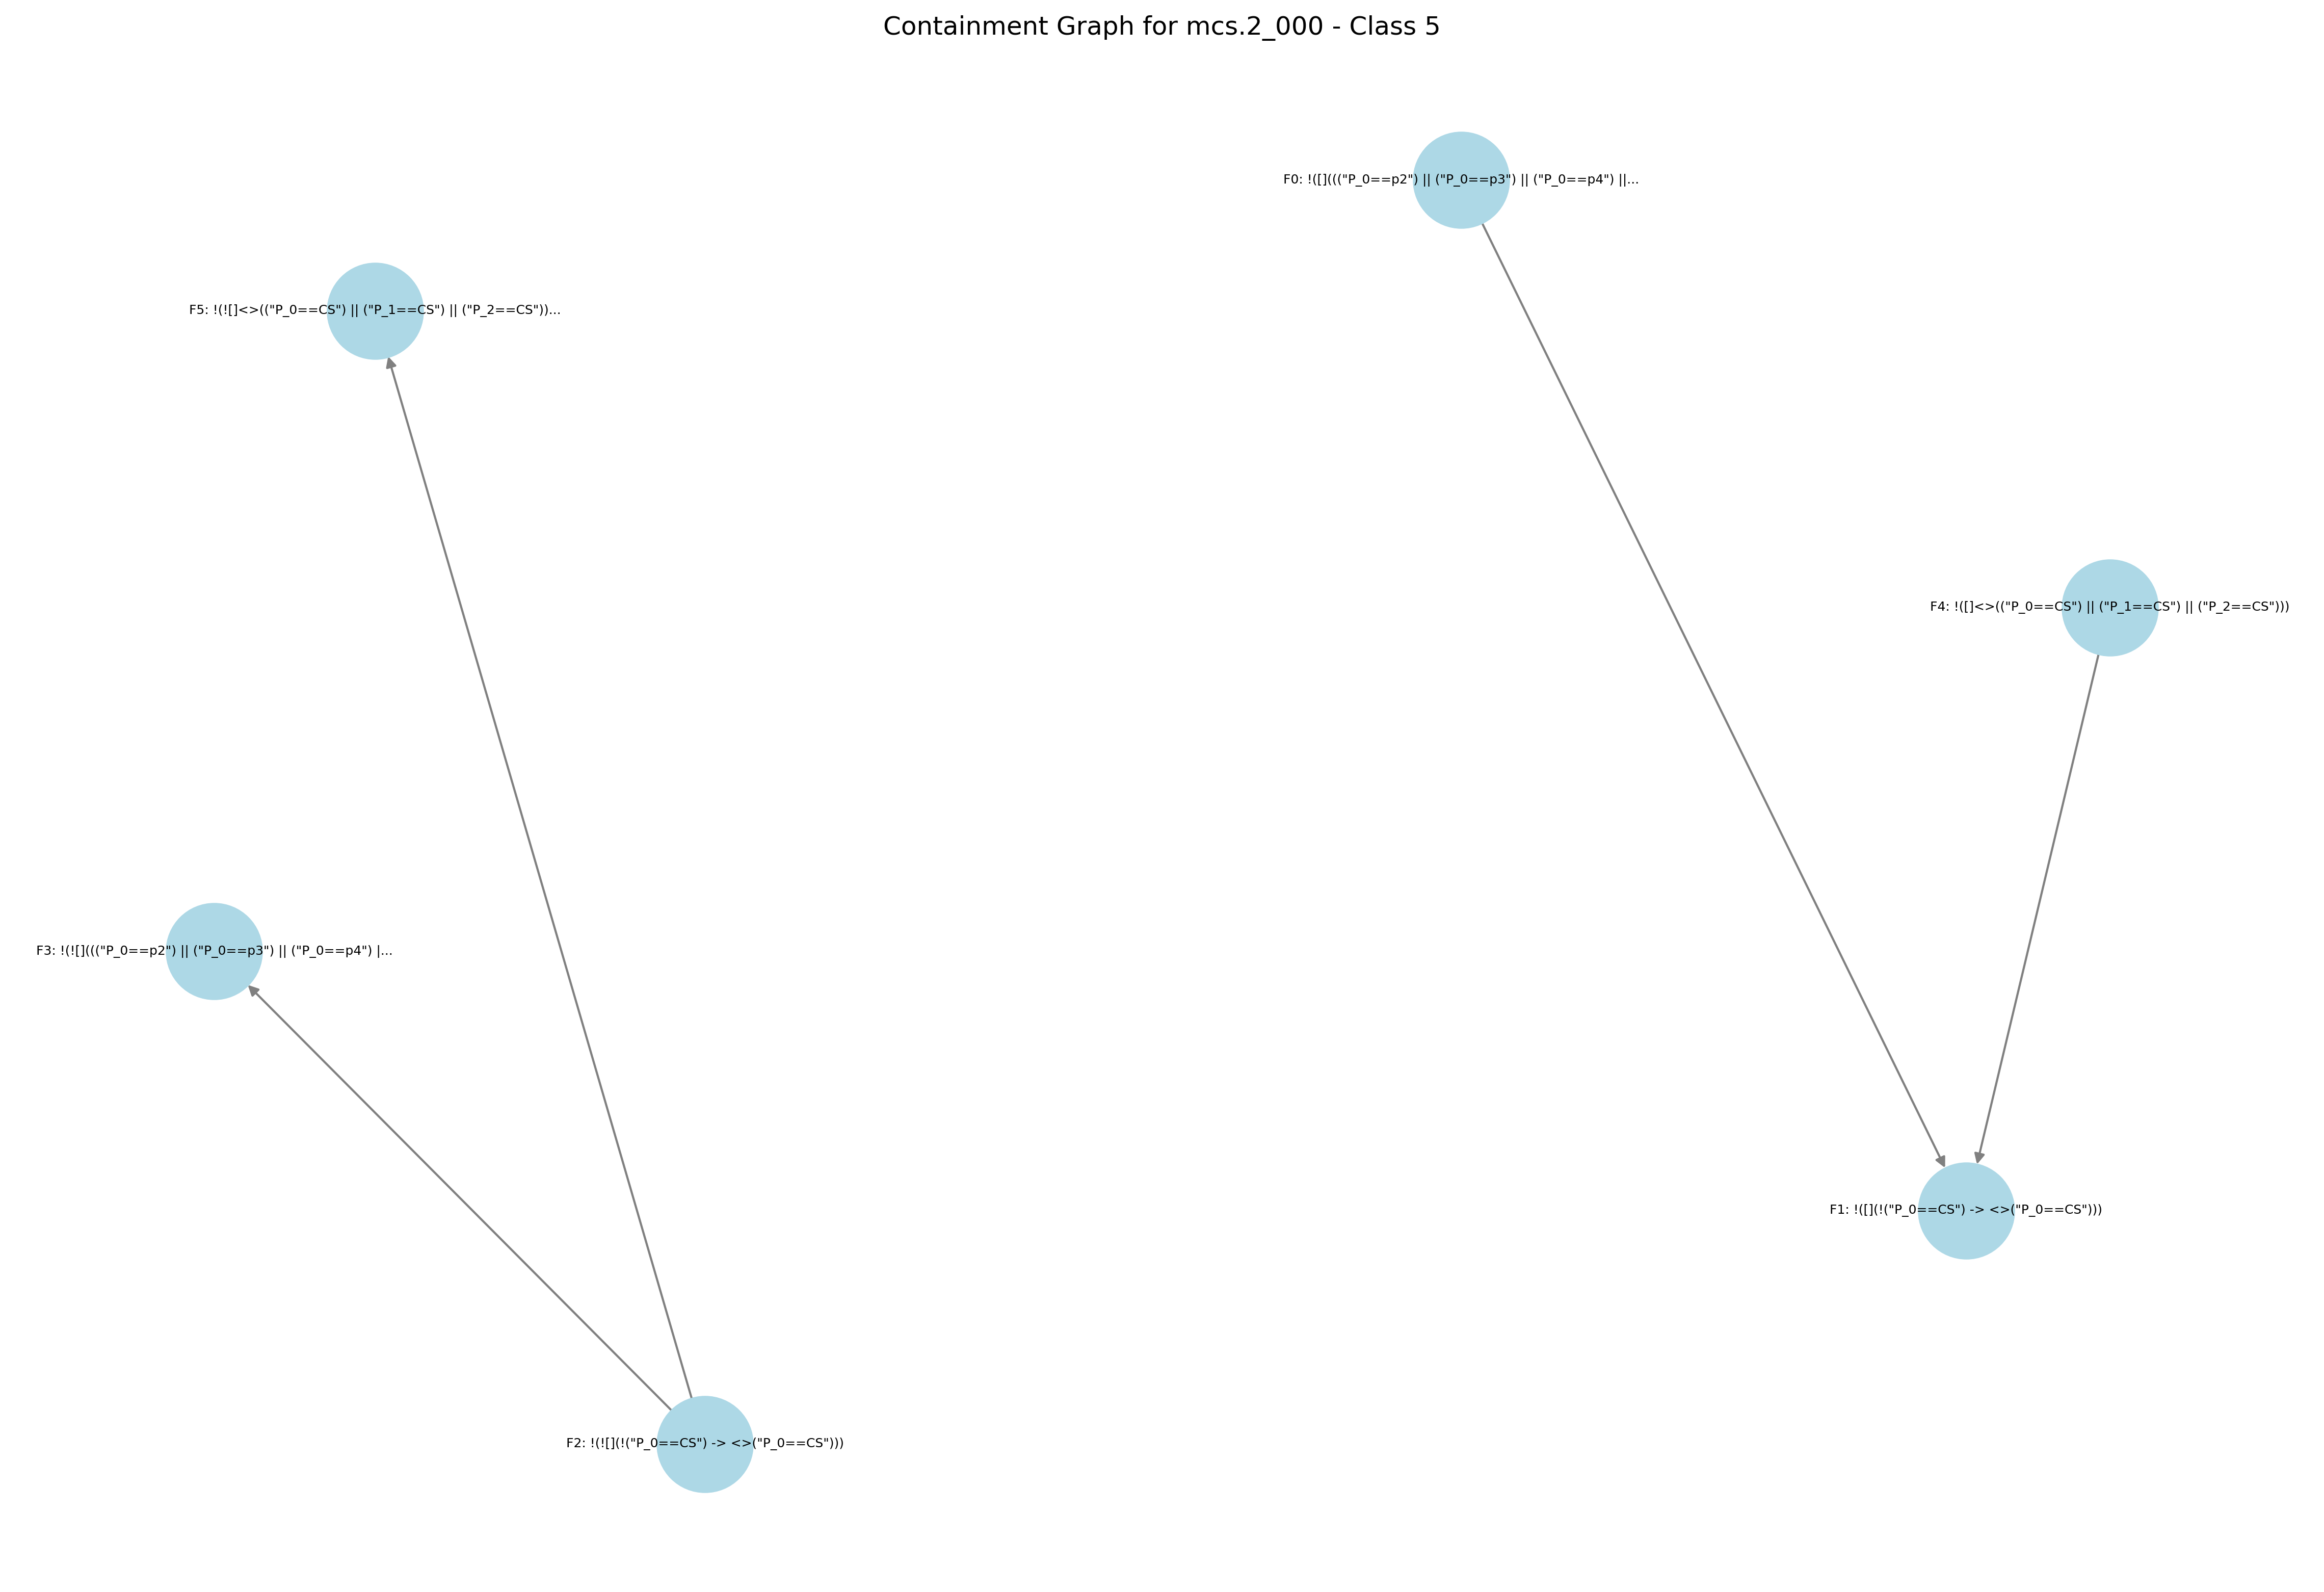 Containment Graph for mcs.2_000 - Class 5
F0: !([]((("P_0==p2") || ("P_0==p3") || ("P_0==p4") ||...
F5: !(![]<>(("P_0==CS") || ("P_1==CS") || ("P_2==CS"))...
F4: !([]<>(("P_0==CS") || ("P_1==CS") || ("P_2==CS")))
F3: !(![]((("P_0==p2") || ("P_0==p3") || ("P_0==p4") |...
F1: !([](!("P_0==CS") -> <>("P_0==CS")))
F2: !(![](!("P_0==CS") -> <>("P_0==CS")))